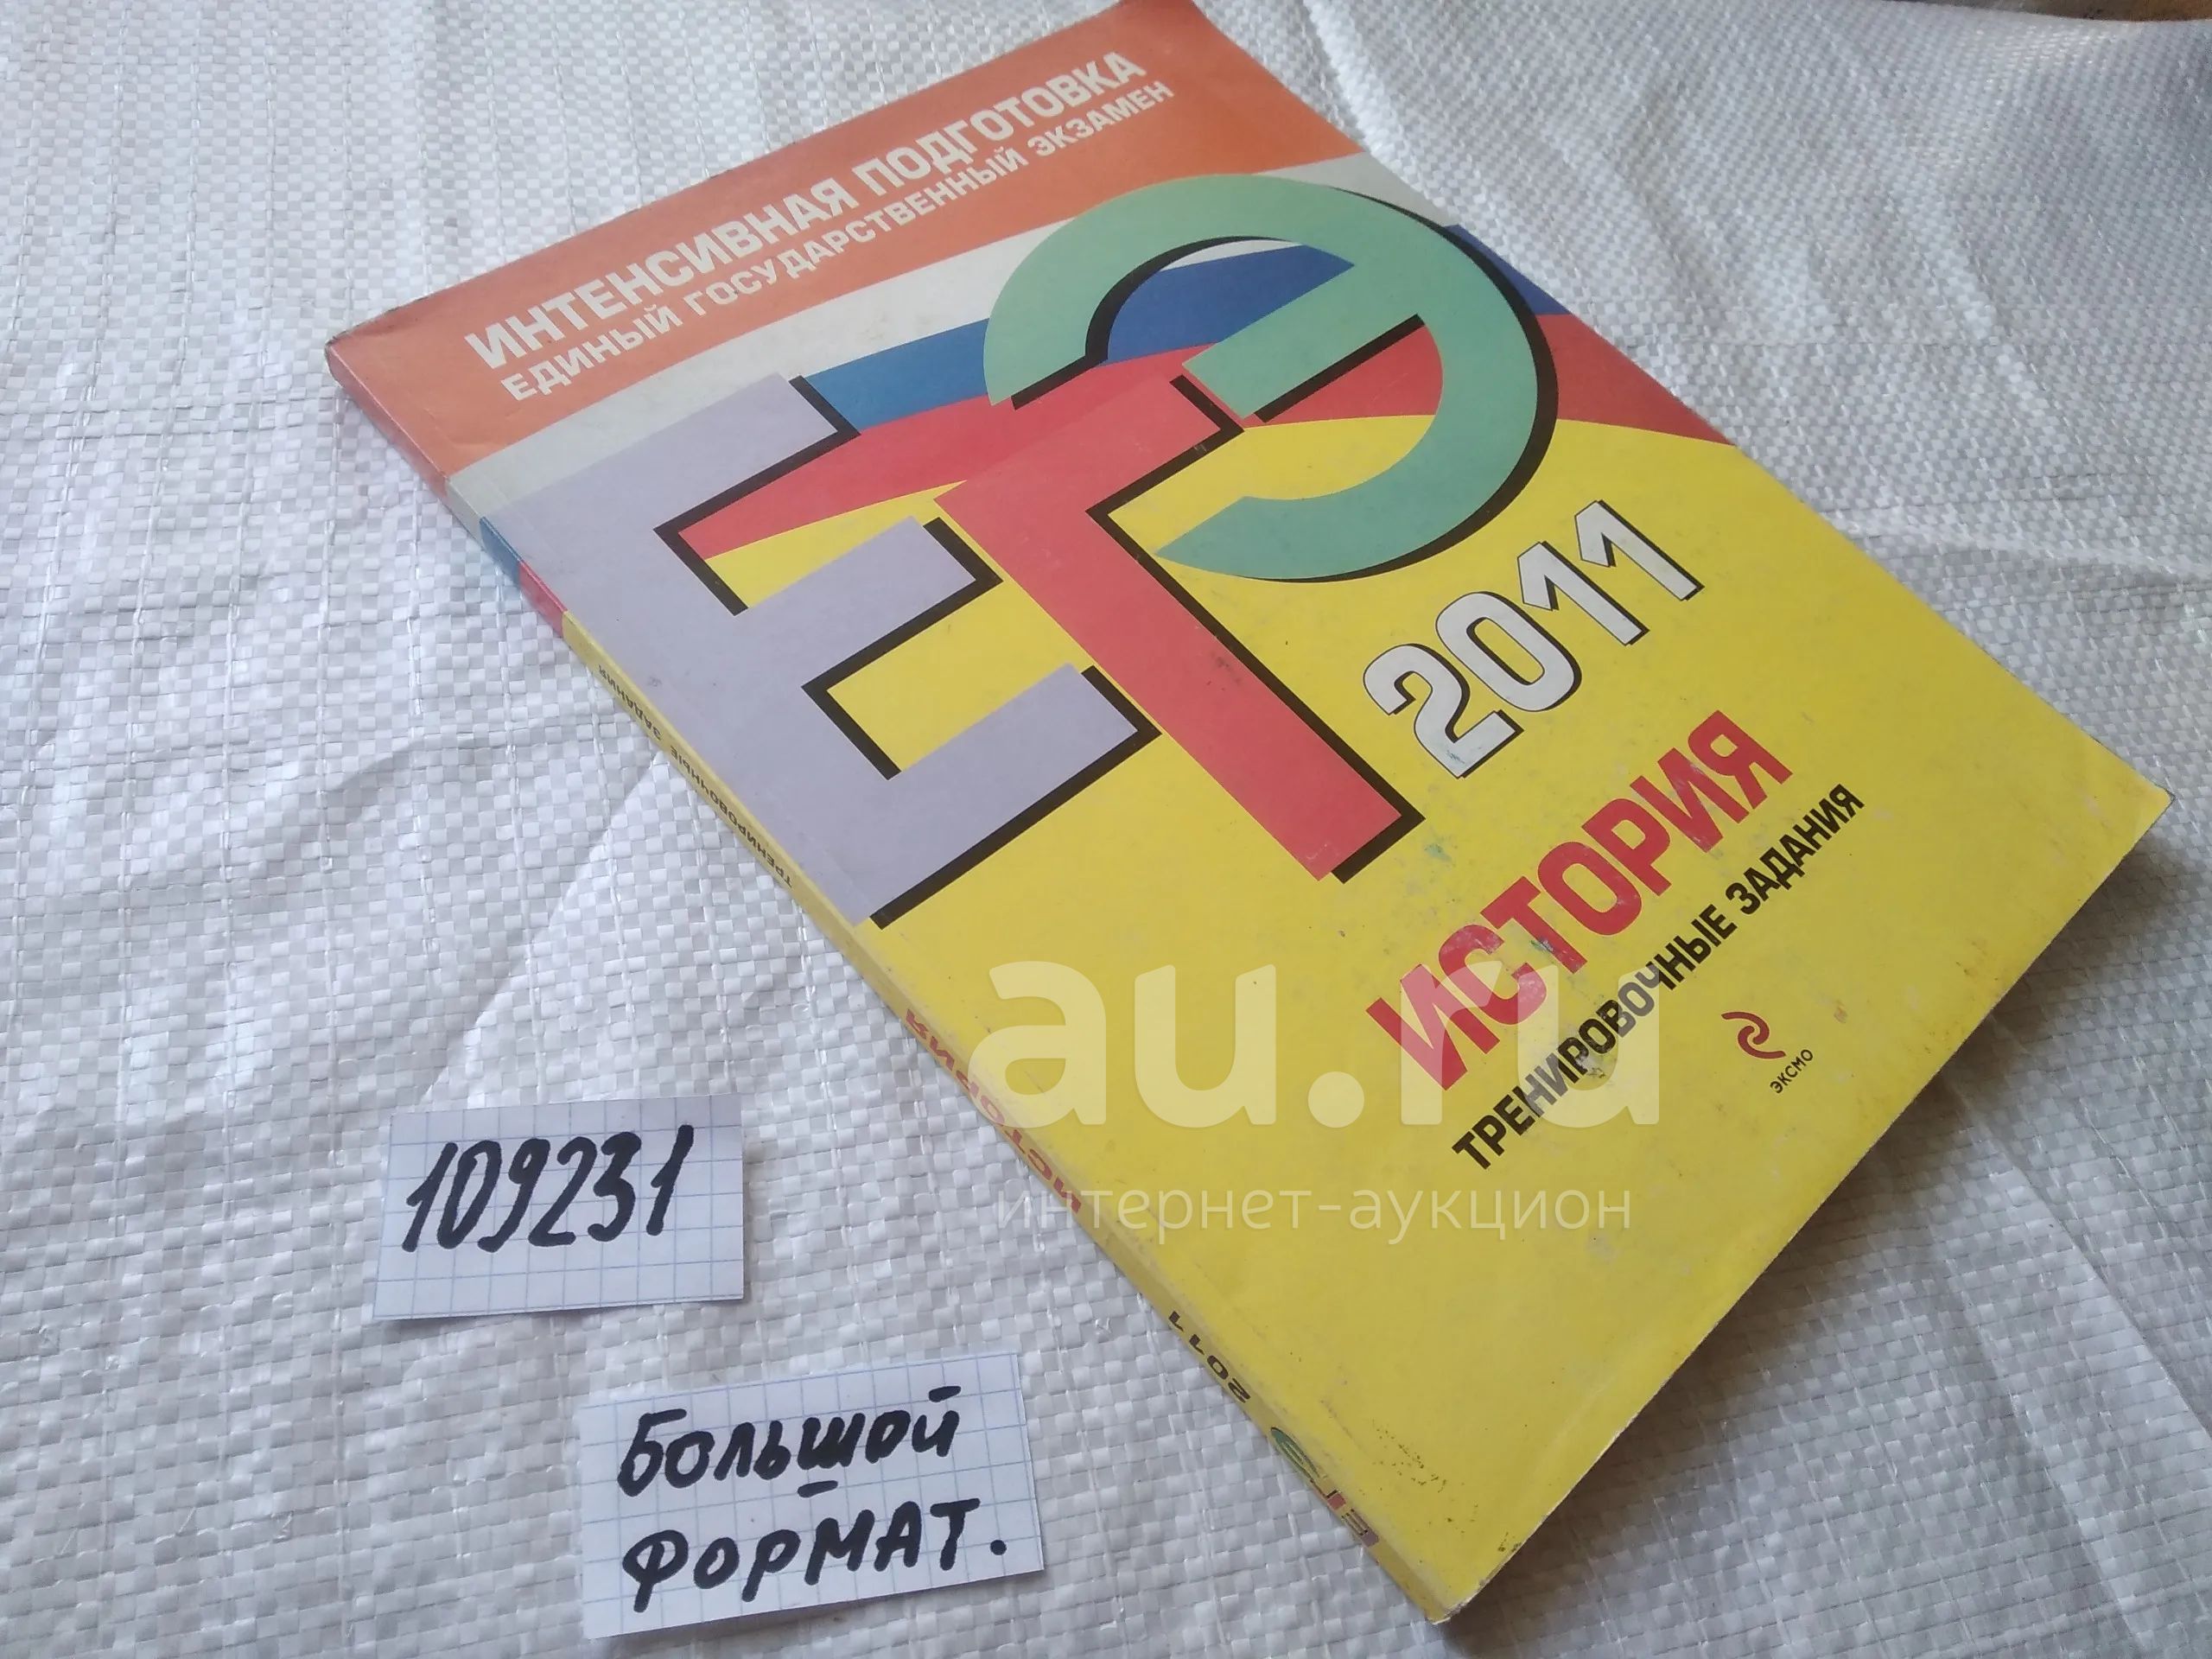 ИНТЕНСИВНАЯ ПОДГОТОВКА
ЕДИНЫЙ ГОСУДАРСТВЕННЫЙ ЭКЗАМЕН
ЕГЭ
2011
ИСТОРИЯ
ТРЕНИРОВОЧНЫЕ ЗАДАНИЯ
ЭКСМО
ЕГЭ 2011 ИСТОРИЯ ТРЕНИРОВОЧНЫЕ ЗАДАНИЯ
au.ru
интернет-аукцион
109231
Большой
ФОРМАТ.